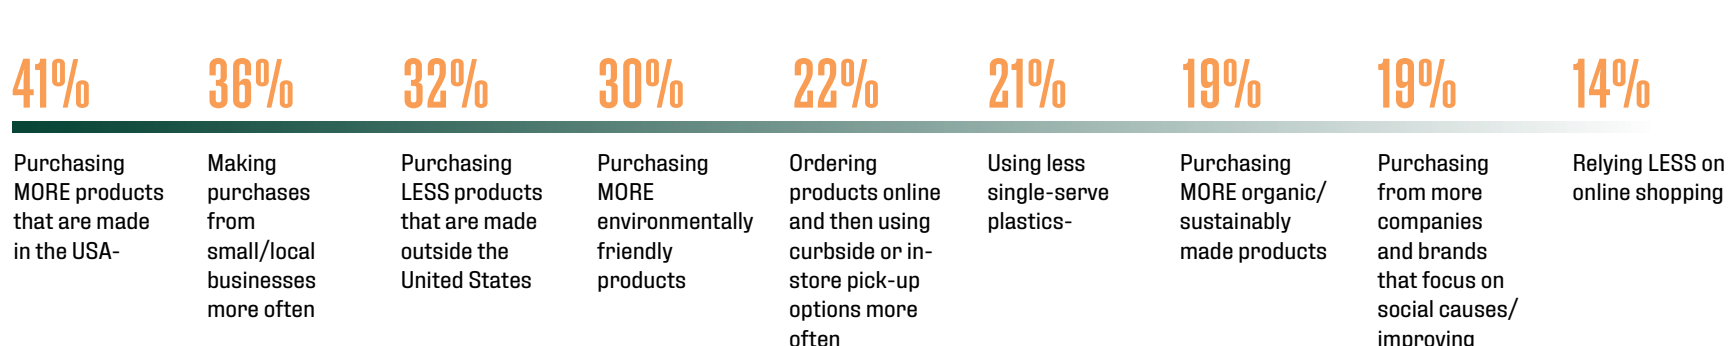 41%
36%
32%
30%
22%
21%
19%
19%
14%
Purchasing
MORE products
that are made
in the USA-
Making
purchases
from
small/local
businesses
more often
Purchasing
LESS products
that are made
outside the
United States
Purchasing
MORE
environmentally
friendly
products
Ordering
products online
and then using
curbside or in-
store pick-up
options more
often
Using less
single-serve
plastics-
Purchasing
MORE organic/
sustainably
made products
Purchasing
from more
companies
and brands
that focus on
social causes/
improving
Relying LESS on
online shopping